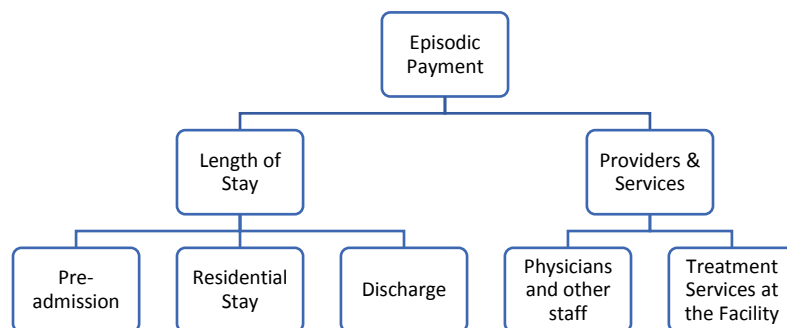 Episodic
Payment
Length of
Stay
Providers &
Services
Pre-
admission
Residential
Stay
Discharge
Physicians
and other
staff
Treatment
Services at
the Facility